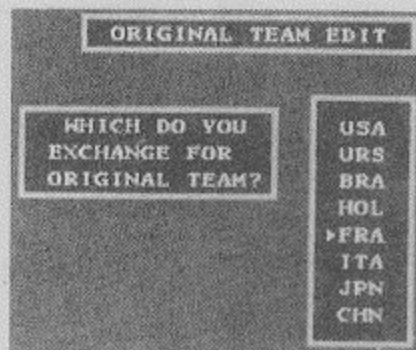 ORIGINAL TEAM EDIT
WHICH DO YOU
EXCHANGE FOR
ORIGINAL TEAM?
USA
URS
BRA
HOL
▸FRA
ITA
JPN
CHN